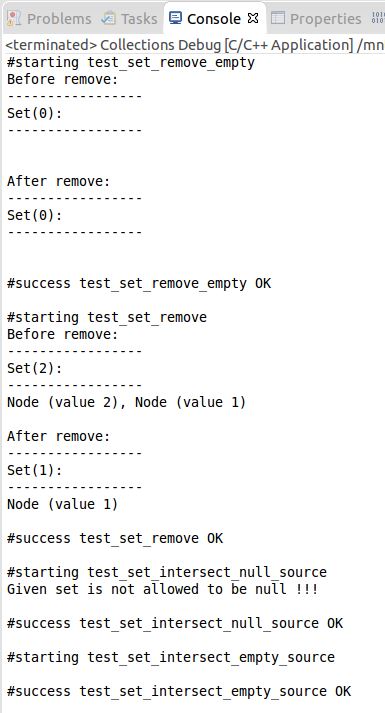 Problems Tasks Console Properties
<terminated> Collections Debug [C/C++ Application] /mn
#starting test_set_remove_empty
Before remove:
-----------------
Set(0):
-----------------
After remove:
-----------------
Set(0):
-----------------
#success test_set_remove_empty OK
#starting test_set_remove
Before remove:
-----------------
Set(2):
-----------------
Node (value 2), Node (value 1)
After remove:
-----------------
Set(1):
-----------------
Node (value 1)
#success test_set_remove OK
#starting test_set_intersect_null_source
Given set is not allowed to be null !!!
#success test_set_intersect_null_source OK
#starting test_set_intersect_empty_source
#success test_set_intersect_empty_source OK